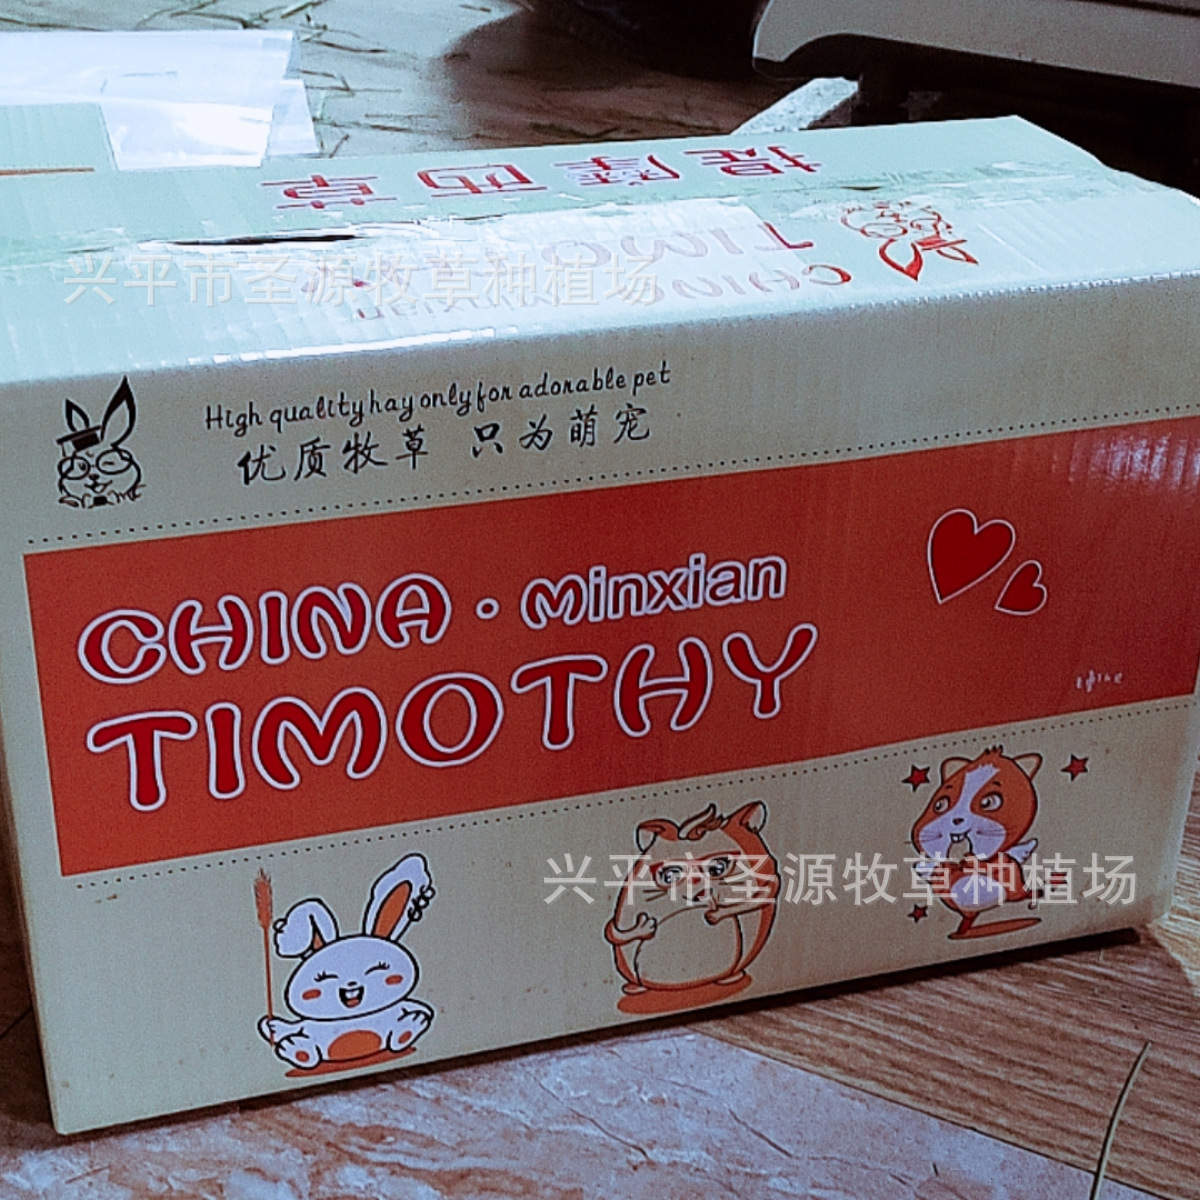 提摩西草
CHINA
TIMO
兴平市圣源牧草种植场
High quality hay only for adorable pet
优质牧草 只为萌宠
CHINA · Minxian
TIMOTHY
兴平市圣源牧草种植场